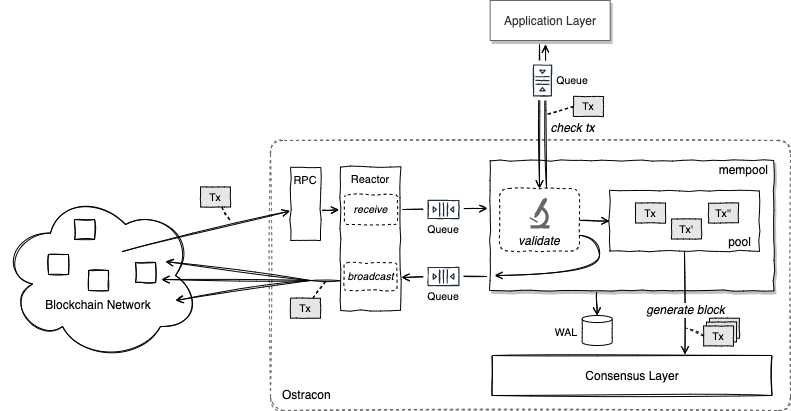 Application Layer
Queue
Tx
check tx
mempool
RPC
Reactor
Tx
receive
Queue
validate
Tx
Tx'
Tx''
pool
Blockchain Network
broadcast
Queue
Tx
generate block
WAL
Tx
Consensus Layer
Ostracon